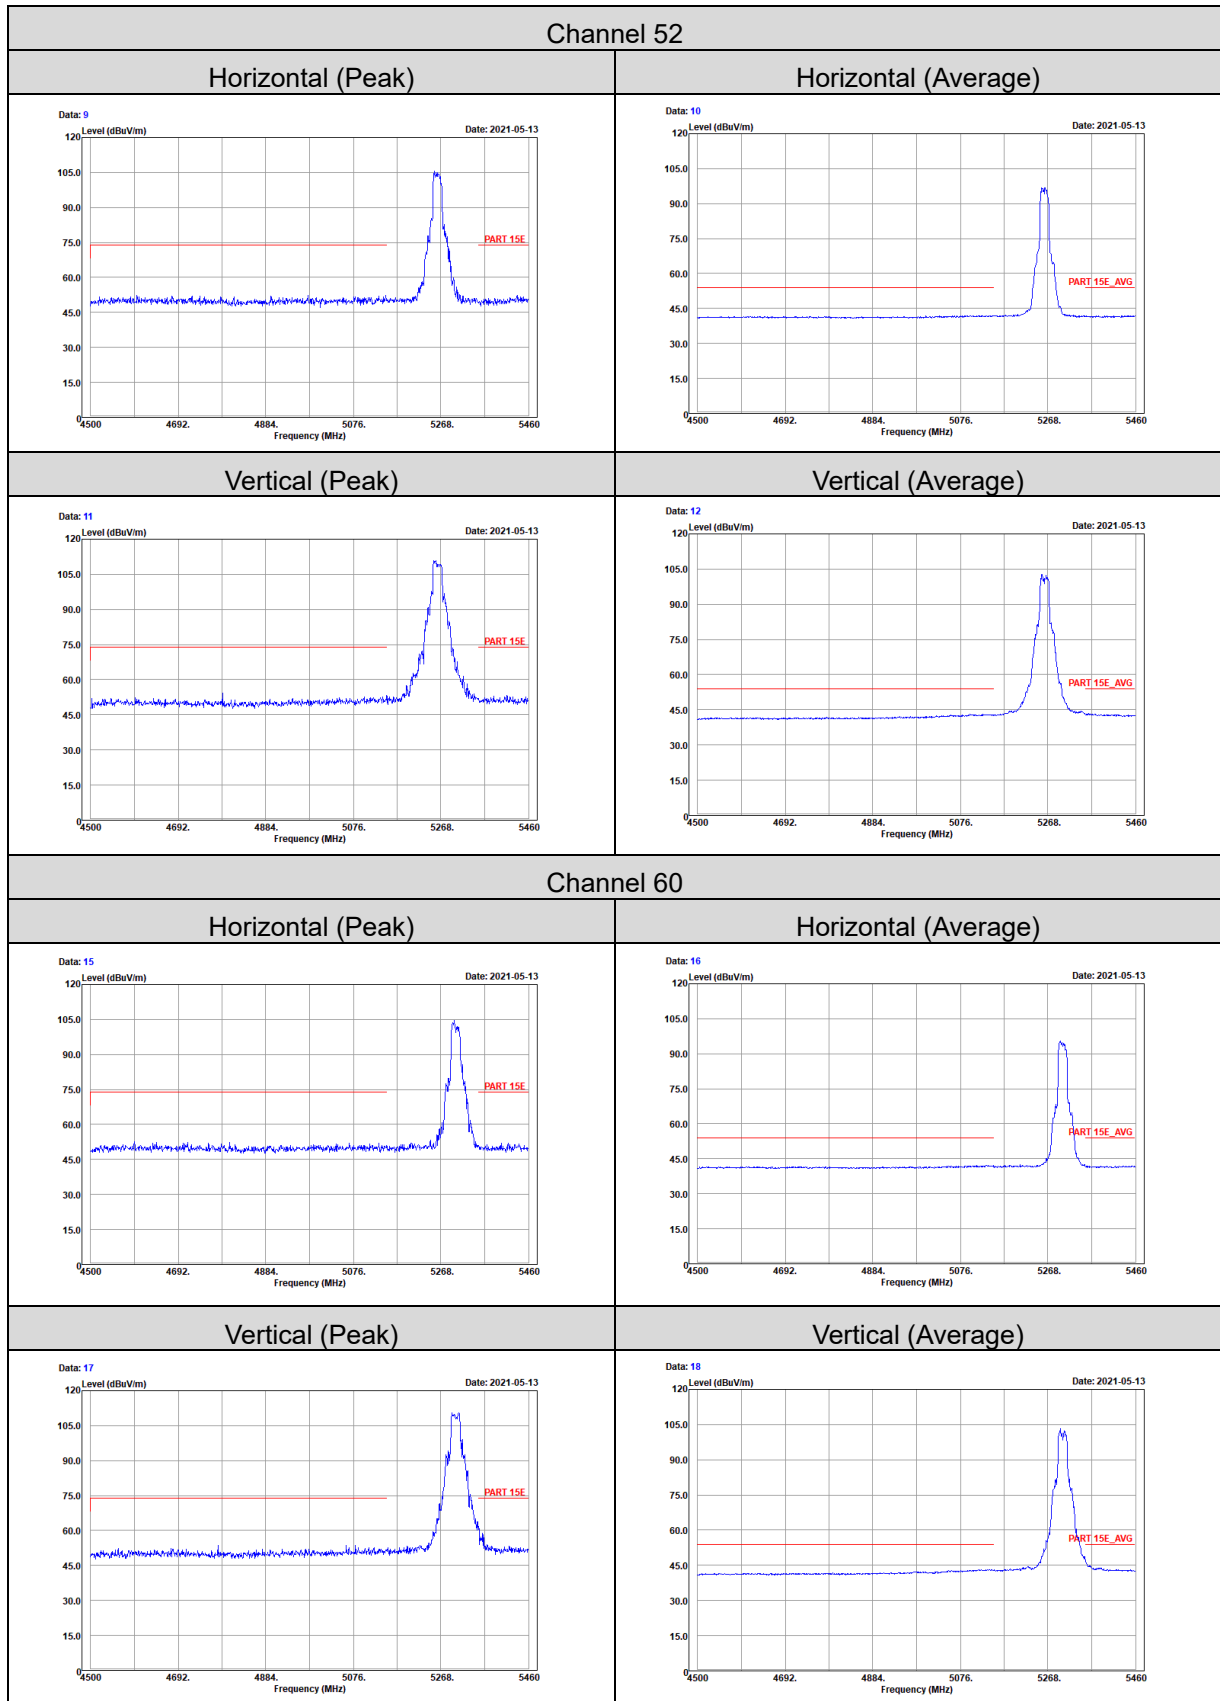 Channel 52
Horizontal (Peak)
Horizontal (Average)
Data: 9
Level (dBuV/m)
Date: 2021-05-13
120
105.0
90.0
75.0
60.0
45.0
30.0
15.0
0
PART 15E
4500
4692.
4884.
5076.
5268.
5460
Frequency (MHz)
Data: 10
Level (dBuV/m)
Date: 2021-05-13
120
105.0
90.0
75.0
60.0
45.0
30.0
15.0
0
PART 15E_AVG
4500
4692.
4884.
5076.
5268.
5460
Frequency (MHz)
Vertical (Peak)
Vertical (Average)
Data: 11
Level (dBuV/m)
Date: 2021-05-13
120
105.0
90.0
75.0
60.0
45.0
30.0
15.0
0
PART 15E
4500
4692.
4884.
5076.
5268.
5460
Frequency (MHz)
Data: 12
Level (dBuV/m)
Date: 2021-05-13
120
105.0
90.0
75.0
60.0
45.0
30.0
15.0
0
PART 15E_AVG
4500
4692.
4884.
5076.
5268.
5460
Frequency (MHz)
Channel 60
Horizontal (Peak)
Horizontal (Average)
Data: 15
Level (dBuV/m)
Date: 2021-05-13
120
105.0
90.0
75.0
60.0
45.0
30.0
15.0
0
PART 15E
4500
4692.
4884.
5076.
5268.
5460
Frequency (MHz)
Data: 16
Level (dBuV/m)
Date: 2021-05-13
120
105.0
90.0
75.0
60.0
45.0
30.0
15.0
0
PART 15E_AVG
4500
4692.
4884.
5076.
5268.
5460
Frequency (MHz)
Vertical (Peak)
Vertical (Average)
Data: 17
Level (dBuV/m)
Date: 2021-05-13
120
105.0
90.0
75.0
60.0
45.0
30.0
15.0
0
PART 15E
4500
4692.
4884.
5076.
5268.
5460
Frequency (MHz)
Data: 18
Level (dBuV/m)
Date: 2021-05-13
120
105.0
90.0
75.0
60.0
45.0
30.0
15.0
0
PART 15E_AVG
4500
4692.
4884.
5076.
5268.
5460
Frequency (MHz)